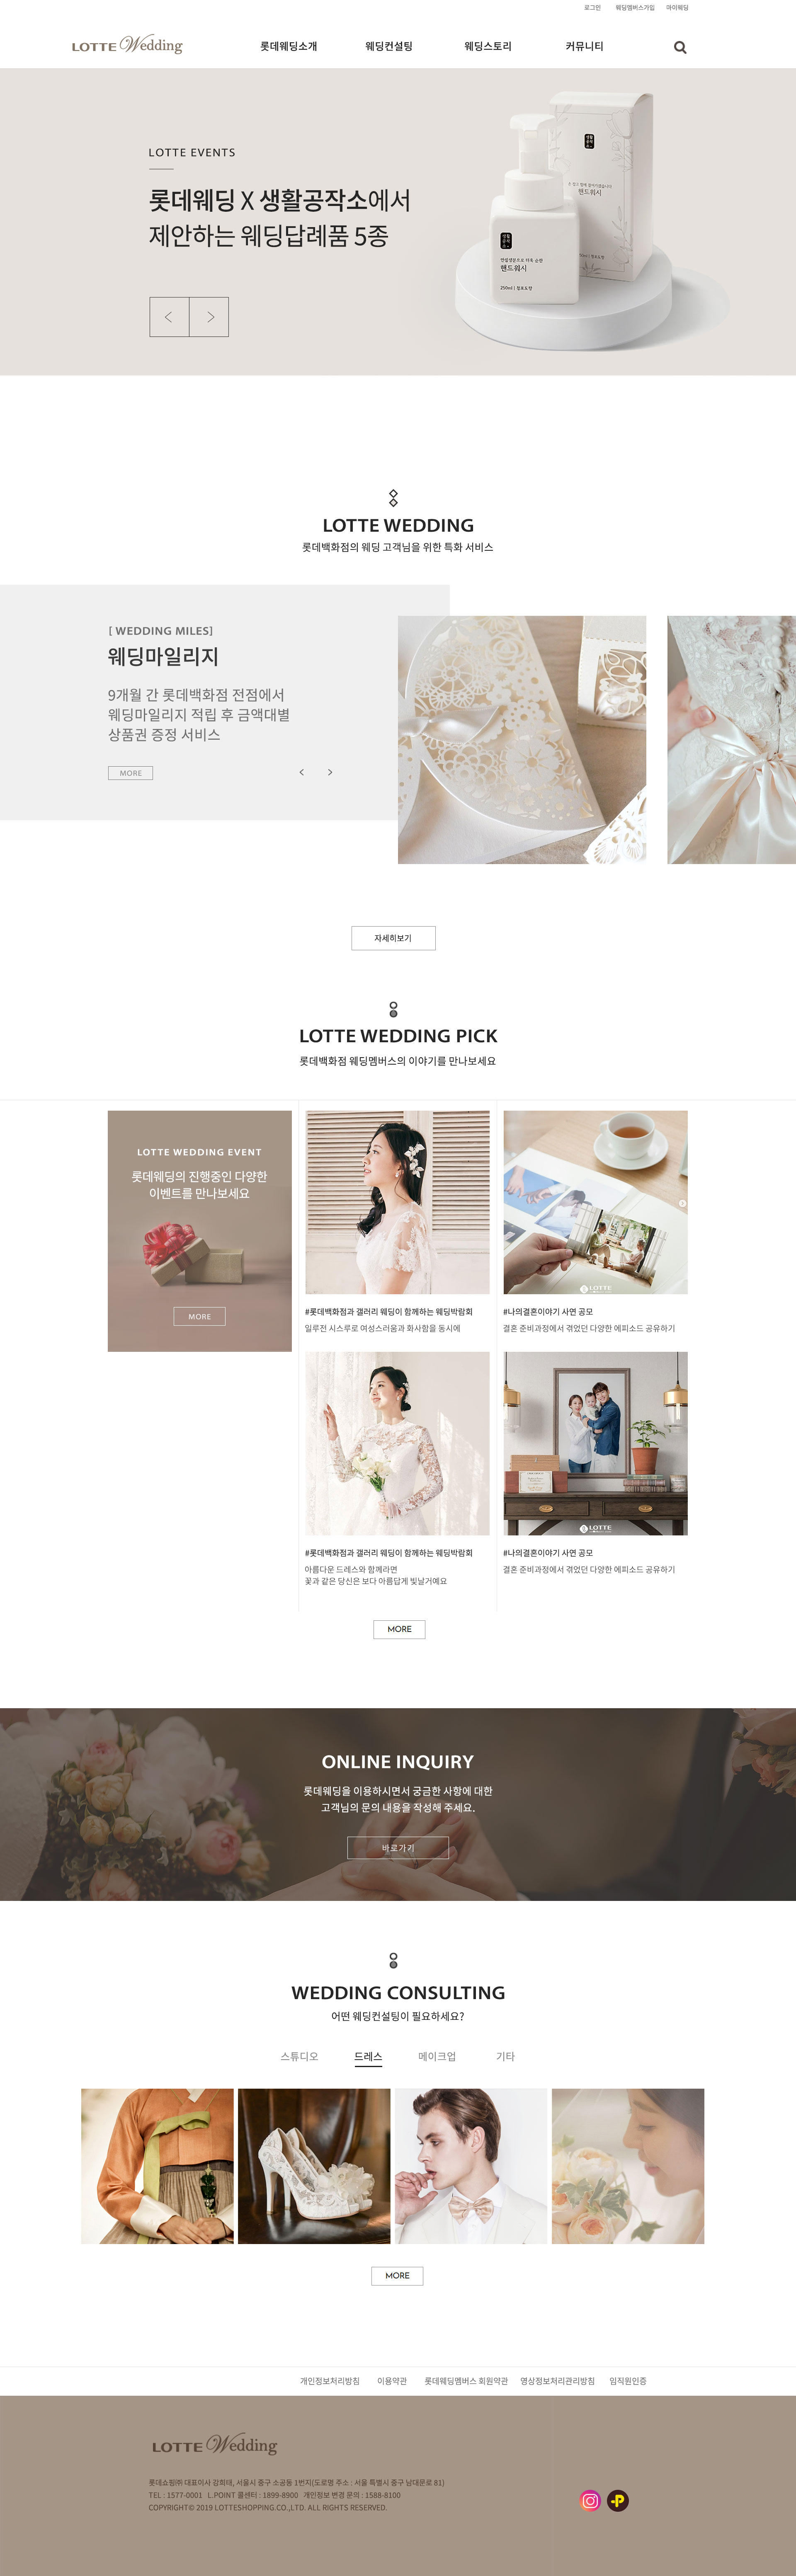 로그인 웨딩멤버스가입 마이웨딩
LOTTE Wedding 롯데웨딩소개 웨딩컨설팅 웨딩스토리 커뮤니티
LOTTE EVENTS
롯데웨딩 X 생활공작소에서
제안하는 웨딩답례품 5종
생활공작소
핸드워시
생활공작소
핸드워시
250ml | 점보도람
LOTTE WEDDING
롯데백화점의 웨딩 고객님을 위한 특화 서비스
[ WEDDING MILES]
웨딩마일리지
9개월 간 롯데백화점 전점에서
웨딩마일리지 적립 후 금액대별
상품권 증정 서비스
MORE
자세히보기
LOTTE WEDDING PICK
롯데백화점 웨딩멤버스의 이야기를 만나보세요
LOTTE WEDDING EVENT
롯데웨딩의 진행중인 다양한
이벤트를 만나보세요
MORE
#롯데백화점과 갤러리 웨딩이 함께하는 웨딩박람회
일루전 시스루로 여성스러움과 화사함을 동시에
LOTTE
#나의결혼이야기 사연 공모
결혼 준비과정에서 겪었던 다양한 에피소드 공유하기
#롯데백화점과 갤러리 웨딩이 함께하는 웨딩박람회
아름다운 드레스와 함께라면
꽃과 같은 당신은 보다 아름답게 빛날거예요
LOTTE
#나의결혼이야기 사연 공모
결혼 준비과정에서 겪었던 다양한 에피소드 공유하기
MORE
ONLINE INQUIRY
롯데웨딩을 이용하시면서 궁금한 사항에 대한
고객님의 문의 내용을 작성해 주세요.
바로가기
WEDDING CONSULTING
어떤 웨딩컨설팅이 필요하세요?
스튜디오 드레스 메이크업 기타
MORE
개인정보처리방침 이용약관 롯데웨딩멤버스 회원약관 영상정보처리관리방침 임직원인증
LOTTE Wedding
롯데쇼핑㈜ 대표이사 강희태, 서울시 중구 소공동 1번지(도로명 주소 : 서울 특별시 중구 남대문로 81)
TEL : 1577-0001 L.POINT 콜센터 : 1899-8900 개인정보 변경 문의 : 1588-8100
COPYRIGHT© 2019 LOTTESHOPPING.CO.,LTD. ALL RIGHTS RESERVED.